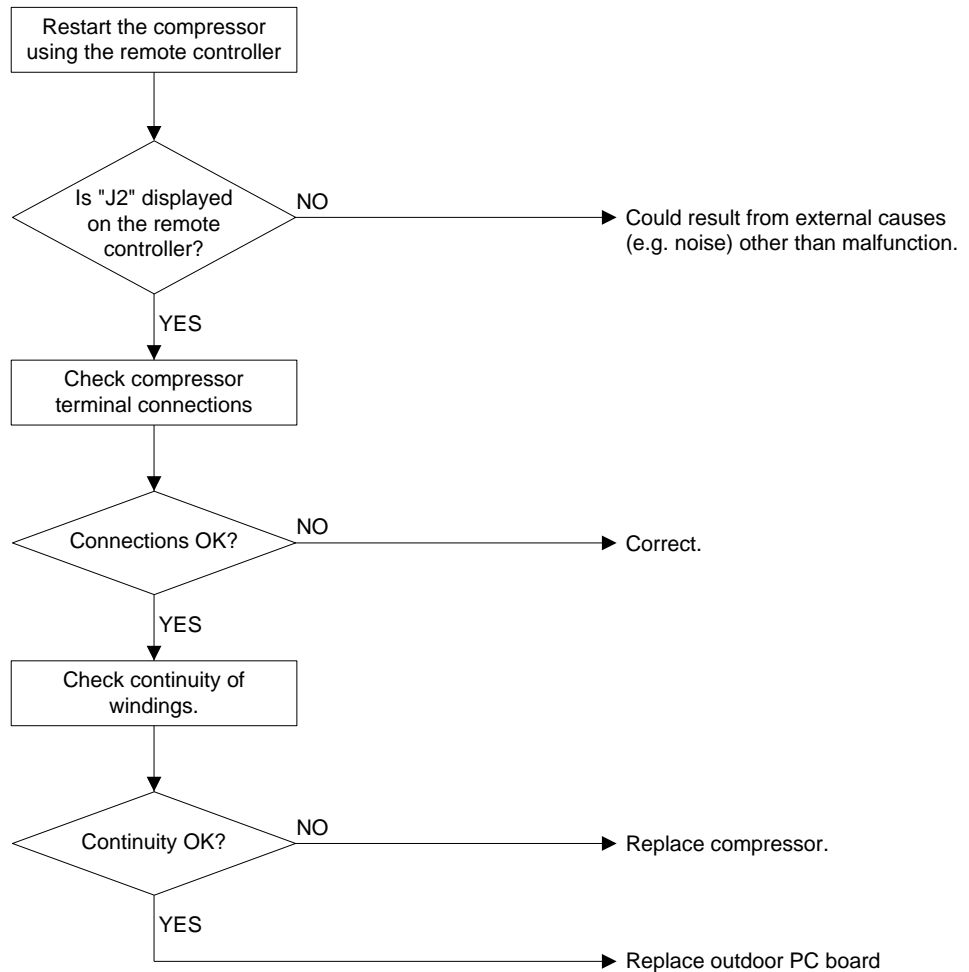 Restart the compressor
using the remote controller
Is "J2" displayed
on the remote
controller?
NO
Could result from external causes
(e.g. noise) other than malfunction.
YES
Check compressor
terminal connections
Connections OK?
NO
Correct.
YES
Check continuity of
windings.
Continuity OK?
NO
Replace compressor.
YES
Replace outdoor PC board